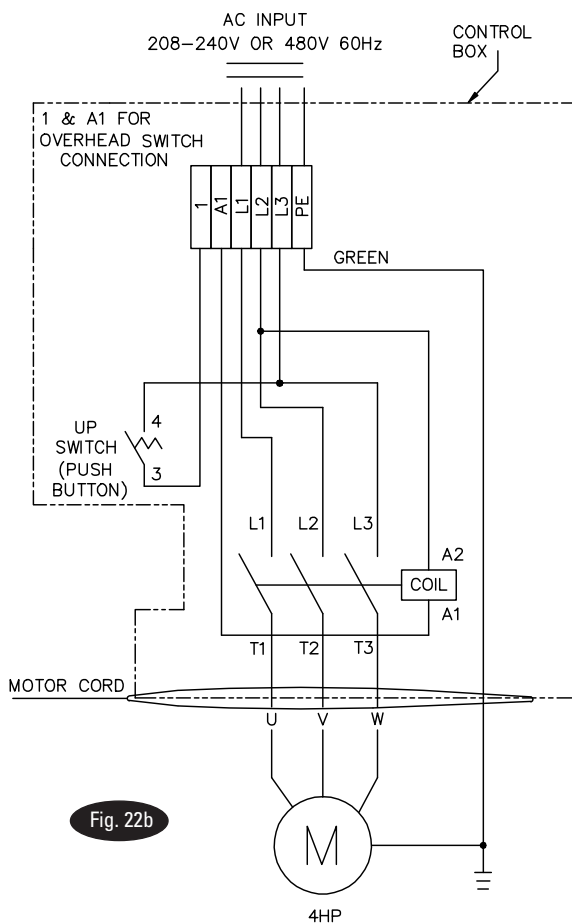 AC INPUT
208-240V OR 480V 60Hz
CONTROL
BOX
1 & A1 FOR
OVERHEAD SWITCH
CONNECTION
1
A1
L1
L2
L3
PE
GREEN
UP
SWITCH
(PUSH
BUTTON)
4
3
L1
L2
L3
A2
COIL
A1
T1
T2
T3
MOTOR CORD
U
V
W
M
Fig. 22b
4HP